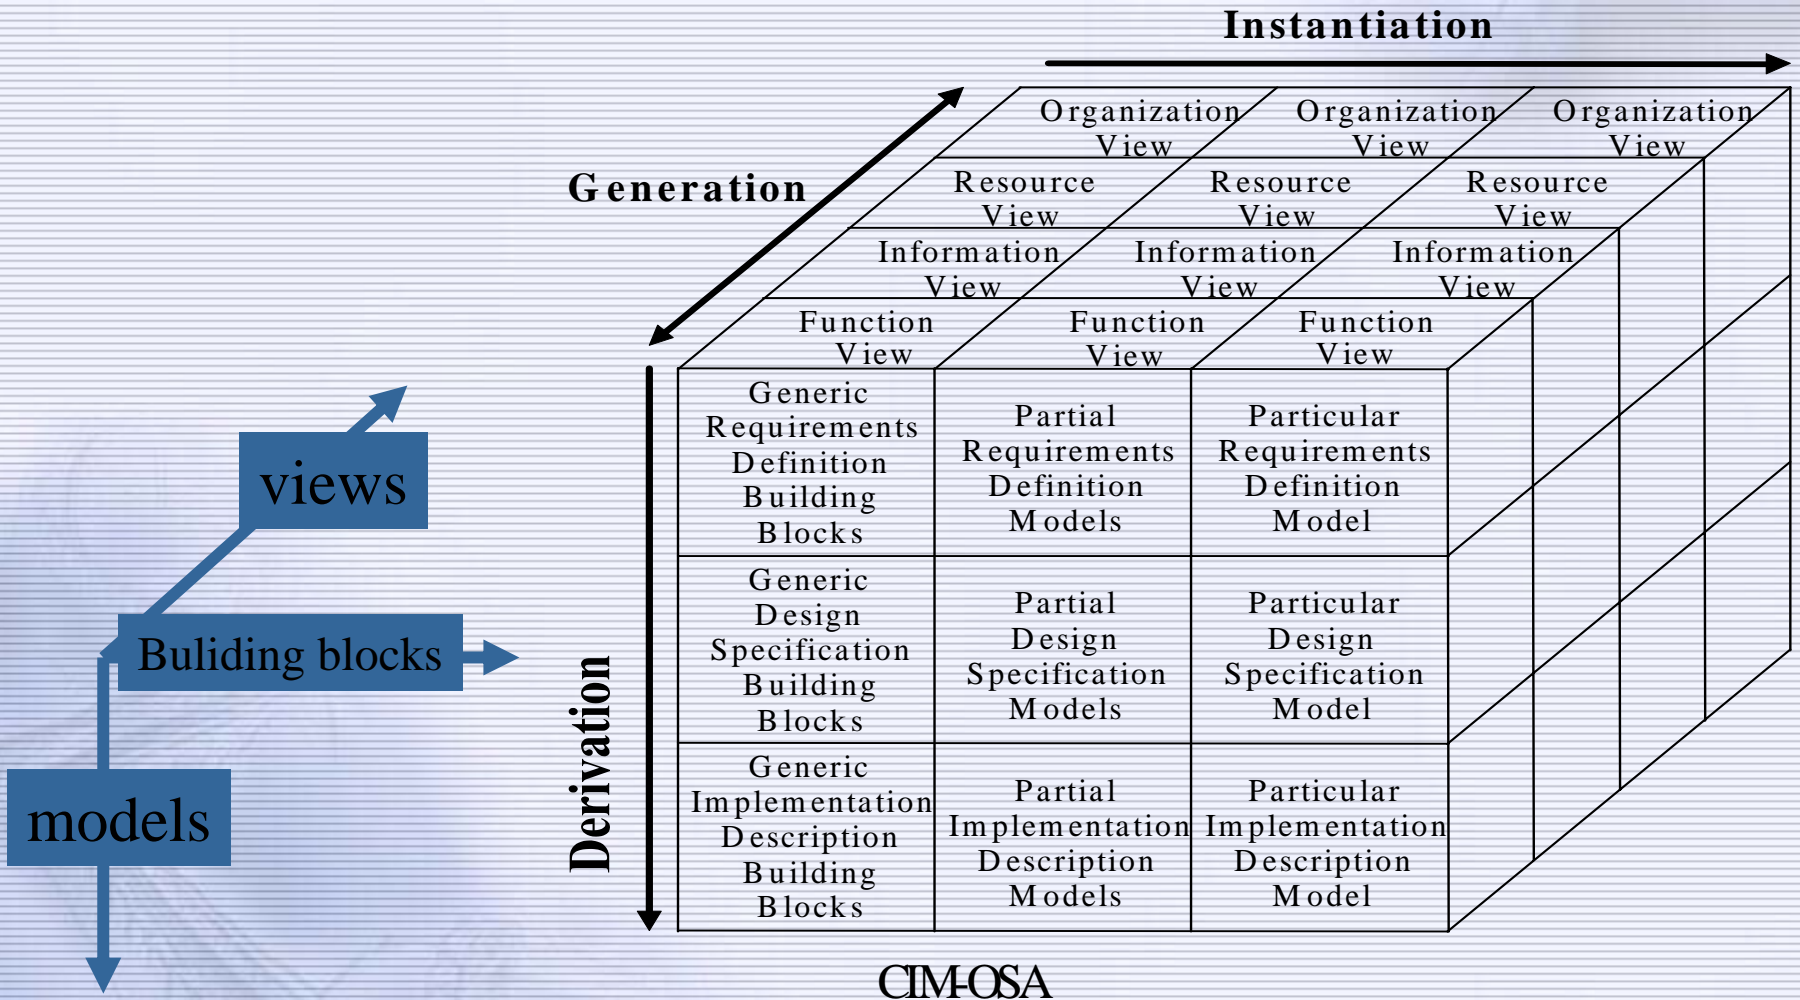 Instantiation
Organization
View
Organization
View
Organization
View
Generation
Resource
View
Resource
View
Resource
View
Information
View
Information
View
Information
View
Function
View
Function
View
Function
View
Generic
Requirements
Definition
Building
Blocks
Partial
Requirements
Definition
Models
Particular
Requirements
Definition
Model
views
Buliding blocks
models
Derivation
Generic
Design
Specification
Building
Blocks
Partial
Design
Specification
Models
Particular
Design
Specification
Model
Generic
Implementation
Description
Building
Blocks
Partial
Implementation
Description
Models
Particular
Implementation
Description
Model
CIM-OSA